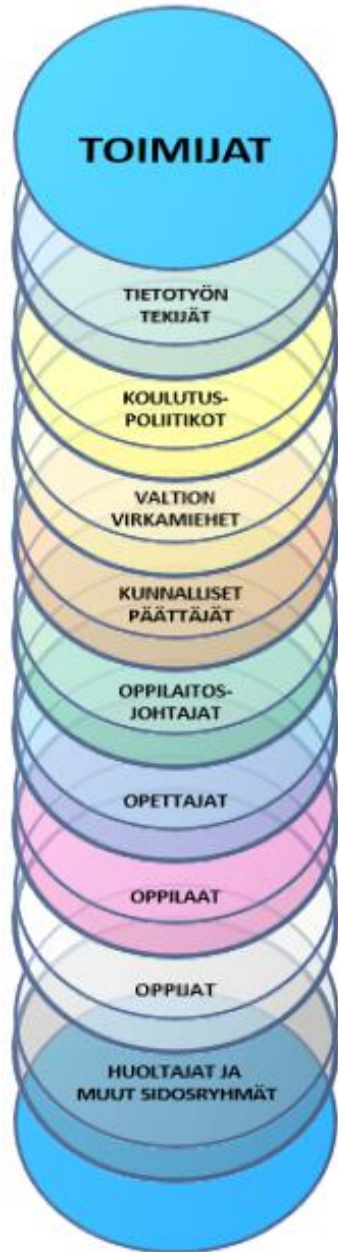 TOIMIJAT
TIETOTYÖN
TEKIJÄT
KOULUTUS-
POLIITIKOT
VALTION
VIRKAMIEHET
KUNNALLISET
PÄÄTTÄJÄT
OPPILAITOS-
JOHTAJAT
OPETTAJAT
OPPILAAT
OPPIJAT
HUOLTAJAT JA
MUUT SIDOSRYHMÄT